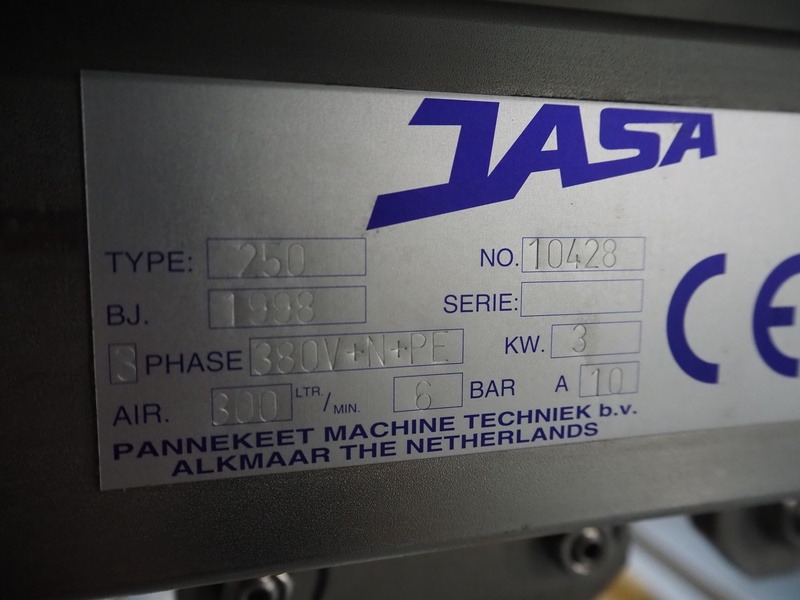 JASA
TYPE: 250 NO. 10428
BJ. 1998 SERIE:
3 PHASE 380V+N+PE KW. 3
AIR. 300 LTR./MIN. 6 BAR A 10
PANNEKEET MACHINE TECHNIEK b.v.
ALKMAAR THE NETHERLANDS
CE